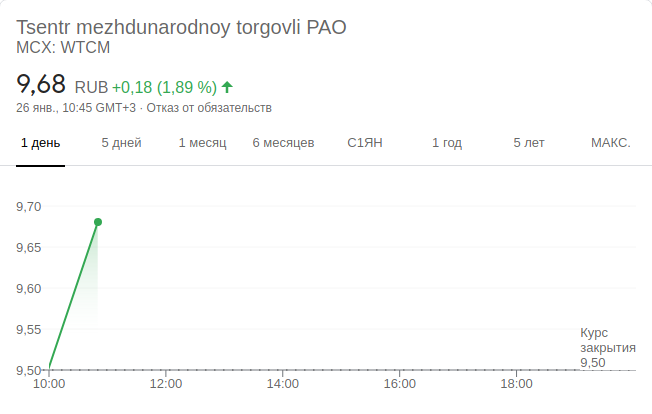 Tsentr mezhdunarodnoy torgovli PAO
MCX: WTCM
9,68 RUB +0,18 (1,89 %)
26 янв., 10:45 GMT+3 · Отказ от обязательств
1 день 5 дней 1 месяц 6 месяцев С1ЯН 1 год 5 лет МАКС.
9,70
9,65
9,60
9,55
Курс
закрытия
9,50
9,50
10:00 12:00 14:00 16:00 18:00